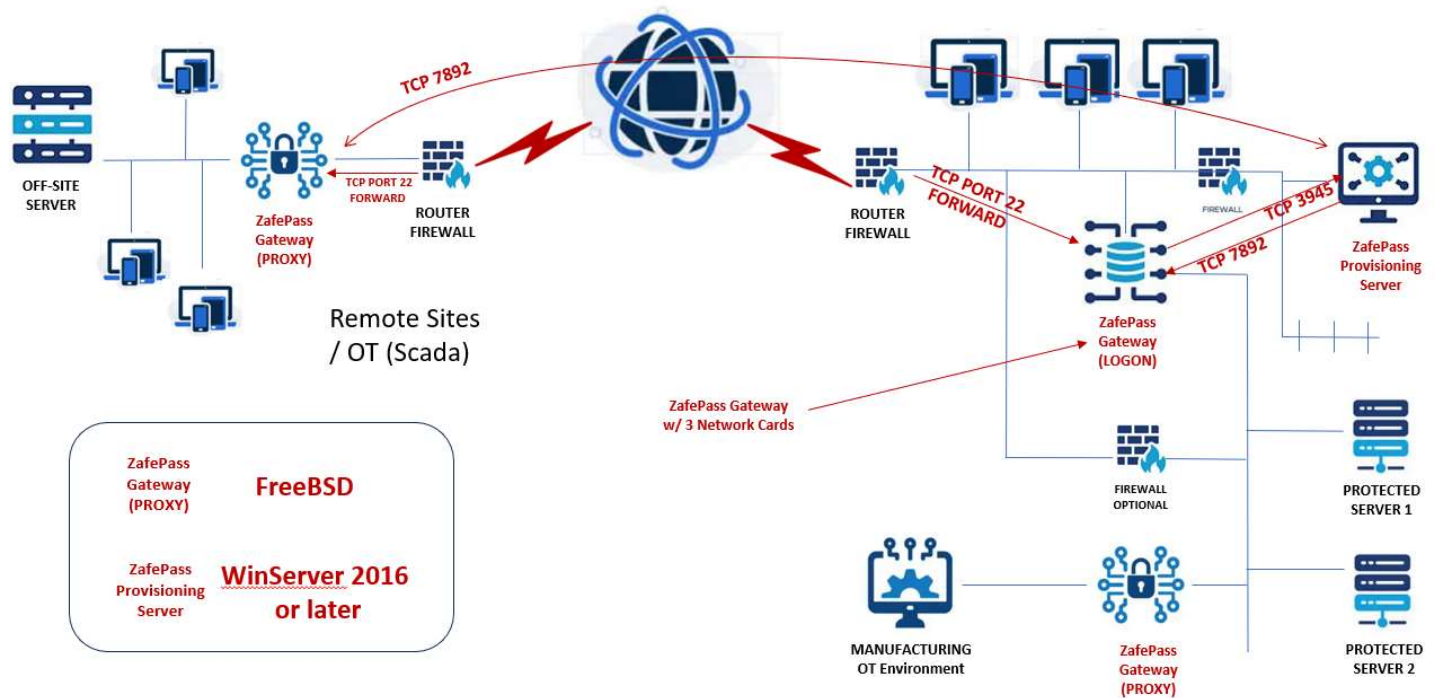 TCP 7892
OFF-SITE
SERVER
TCP PORT 22
FORWARD
ZafePass
Gateway
(PROXY)
ROUTER
FIREWALL
Remote Sites
/ OT (Scada)
ROUTER
FIREWALL
TCP PORT 22
FORWARD
FIREWALL
TCP 3945
TCP 7892
ZafePass
Provisioning
Server
ZafePass
Gateway
(LOGON)
ZafePass Gateway
w/ 3 Network Cards
FIREWALL
OPTIONAL
PROTECTED
SERVER 1
ZafePass
Gateway
(PROXY)
FreeBSD
ZafePass
Provisioning
Server
WinServer 2016
or later
MANUFACTURING
OT Environment
ZafePass
Gateway
(PROXY)
PROTECTED
SERVER 2